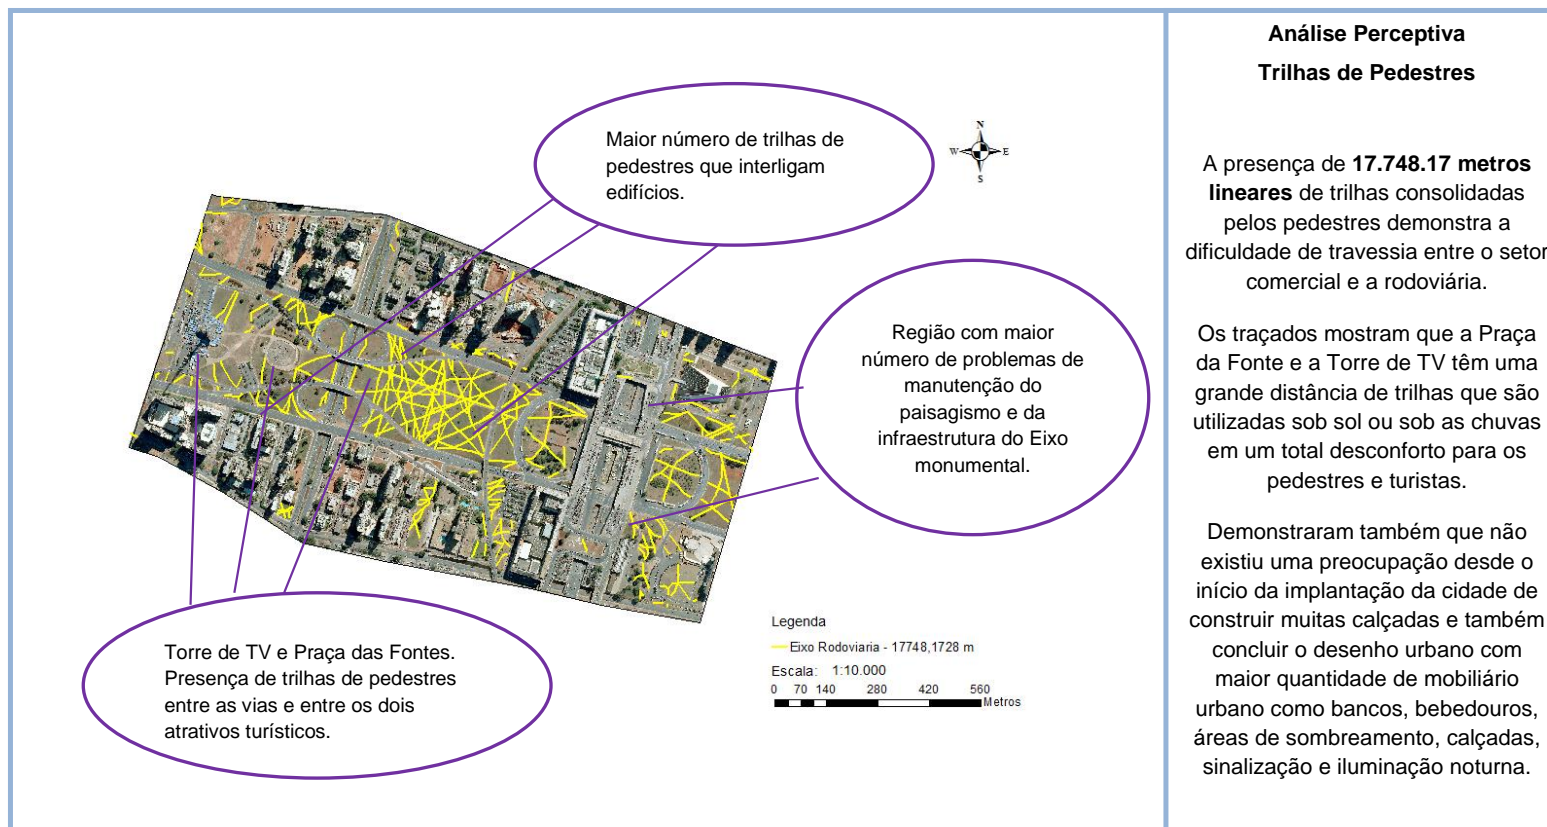 Maior número de trilhas de
pedestres que interligam
edifícios.
N
W
E
S
Região com maior
número de problemas de
manutenção do
paisagismo e da
infraestrutura do Eixo
monumental.
Torre de TV e Praça das Fontes.
Presença de trilhas de pedestres
entre as vias e entre os dois
atrativos turísticos.
Legenda
Eixo Rodoviaria - 17748,1728 m
Escala: 1:10.000
0 70 140 280 420 560
Metros
Análise Perceptiva
Trilhas de Pedestres
A presença de 17.748.17 metros
lineares de trilhas consolidadas
pelos pedestres demonstra a
dificuldade de travessia entre o setor
comercial e a rodoviária.
Os traçados mostram que a Praça
da Fonte e a Torre de TV têm uma
grande distância de trilhas que são
utilizadas sob sol ou sob as chuvas
em um total desconforto para os
pedestres e turistas.
Demonstraram também que não
existiu uma preocupação desde o
início da implantação da cidade de
construir muitas calçadas e também
concluir o desenho urbano com
maior quantidade de mobiliário
urbano como bancos, bebedouros,
áreas de sombreamento, calçadas,
sinalização e iluminação noturna.